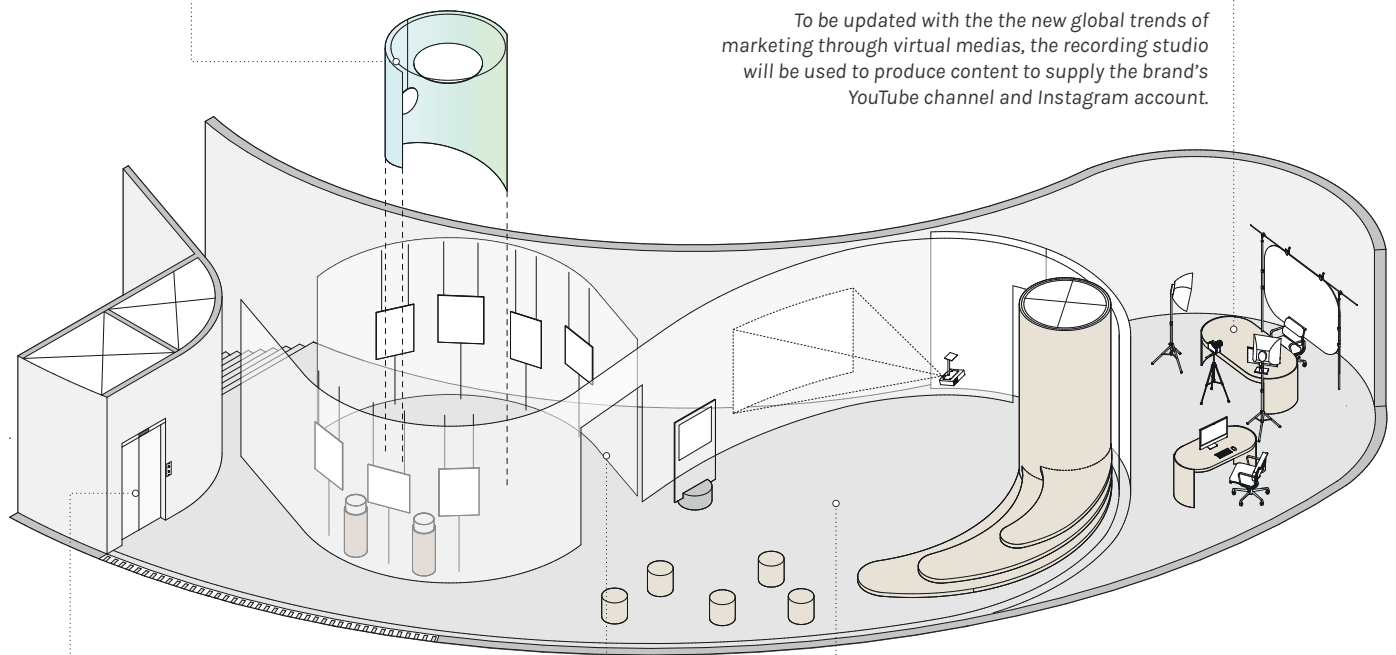 To be updated with the the new global trends of
marketing through virtual medias, the recording studio
will be used to produce content to supply the brand’s
YouTube channel and Instagram account.